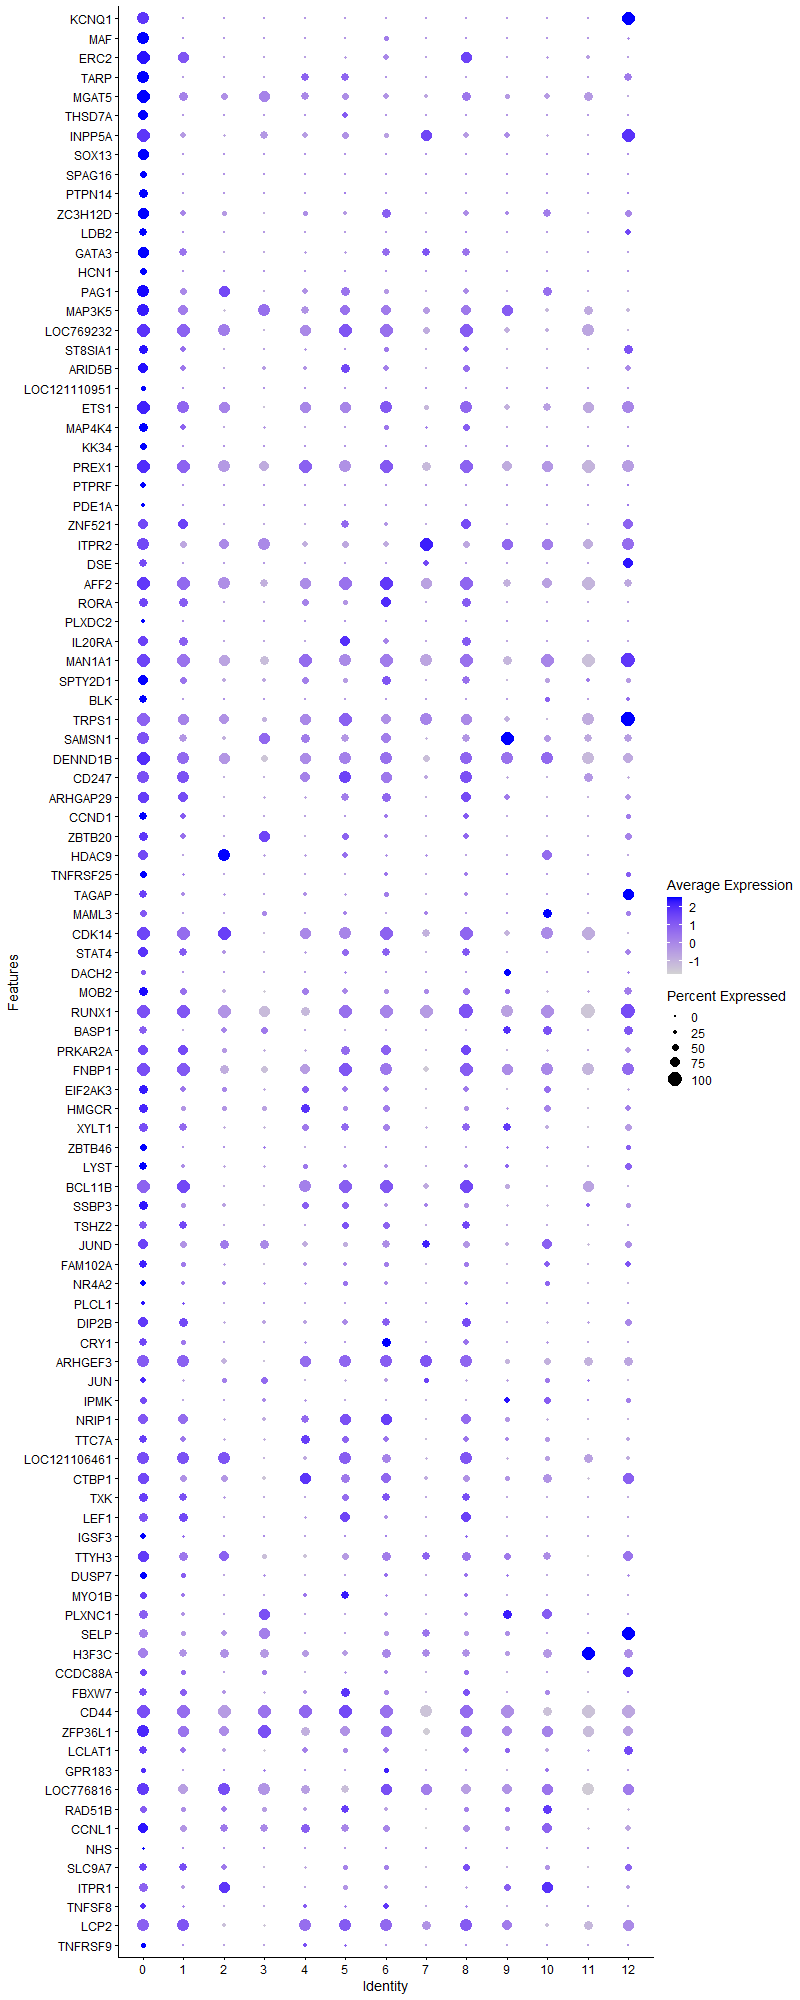 KCNQ1
MAF
ERC2
TARP
MGAT5
THSD7A
INPP5A
SOX13
SPAG16
PTPN14
ZC3H12D
LDB2
GATA3
HCN1
PAG1
MAP3K5
LOC769232
ST8SIA1
ARID5B
LOC121110951
ETS1
MAP4K4
KK34
PREX1
PTPRF
PDE1A
ZNF521
ITPR2
DSE
AFF2
RORA
PLXDC2
IL20RA
MAN1A1
SPTY2D1
BLK
TRPS1
SAMSN1
DENND1B
CD247
ARHGAP29
CCND1
ZBTB20
HDAC9
TNFRSF25
TAGAP
MAML3
CDK14
STAT4
DACH2
MOB2
RUNX1
BASP1
PRKAR2A
FNBP1
EIF2AK3
HMGCR
XYLT1
ZBTB46
LYST
BCL11B
SSBP3
TSHZ2
JUND
FAM102A
NR4A2
PLCL1
DIP2B
CRY1
ARHGEF3
JUN
IPMK
NRIP1
TTC7A
LOC121106461
CTBP1
TXK
LEF1
IGSF3
TTYH3
DUSP7
MYO1B
PLXNC1
SELP
H3F3C
CCDC88A
FBXW7
CD44
ZFP36L1
LCLAT1
GPR183
LOC776816
RAD51B
CCNL1
NHS
SLC9A7
ITPR1
TNFSF8
LCP2
TNFRSF9
Features
0 1 2 3 4 5 6 7 8 9 10 11 12
Identity
Average Expression
2
1
0
-1
Percent Expressed
0
25
50
75
100